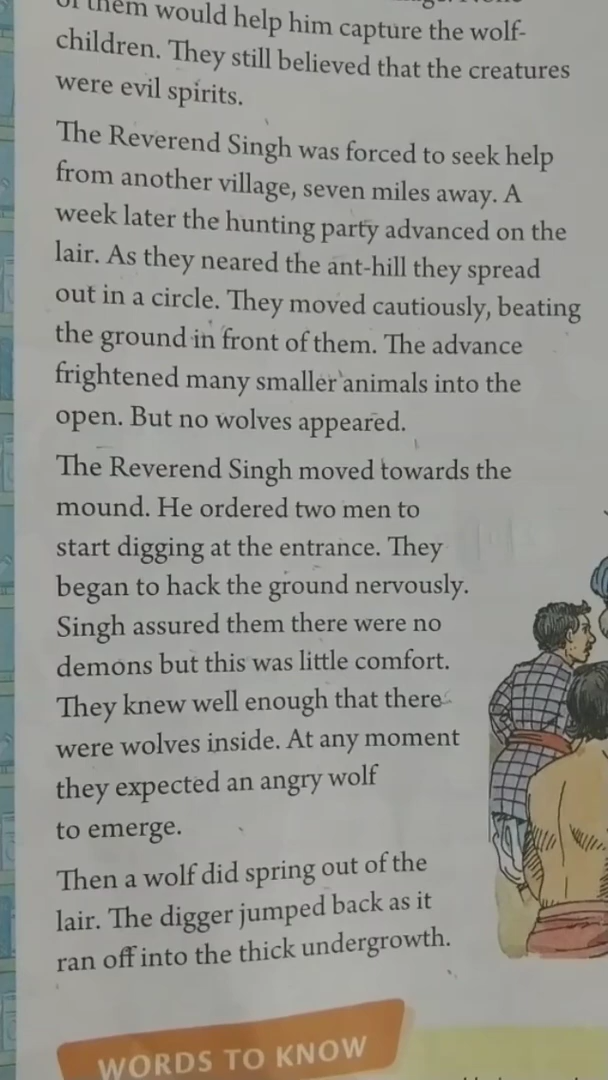 of them would help him capture the wolf-
children. They still believed that the creatures
were evil spirits.
The Reverend Singh was forced to seek help
from another village, seven miles away. A
week later the hunting party advanced on the
lair. As they neared the ant-hill they spread
out in a circle. They moved cautiously, beating
the ground in front of them. The advance
frightened many smaller animals into the
open. But no wolves appeared.
The Reverend Singh moved towards the
mound. He ordered two men to
start digging at the entrance. They
began to hack the ground nervously.
Singh assured them there were no
demons but this was little comfort.
They knew well enough that there
were wolves inside. At any moment
they expected an angry wolf
to emerge.
Then a wolf did spring out of the
lair. The digger jumped back as it
ran off into the thick undergrowth.
WORDS TO KNOW